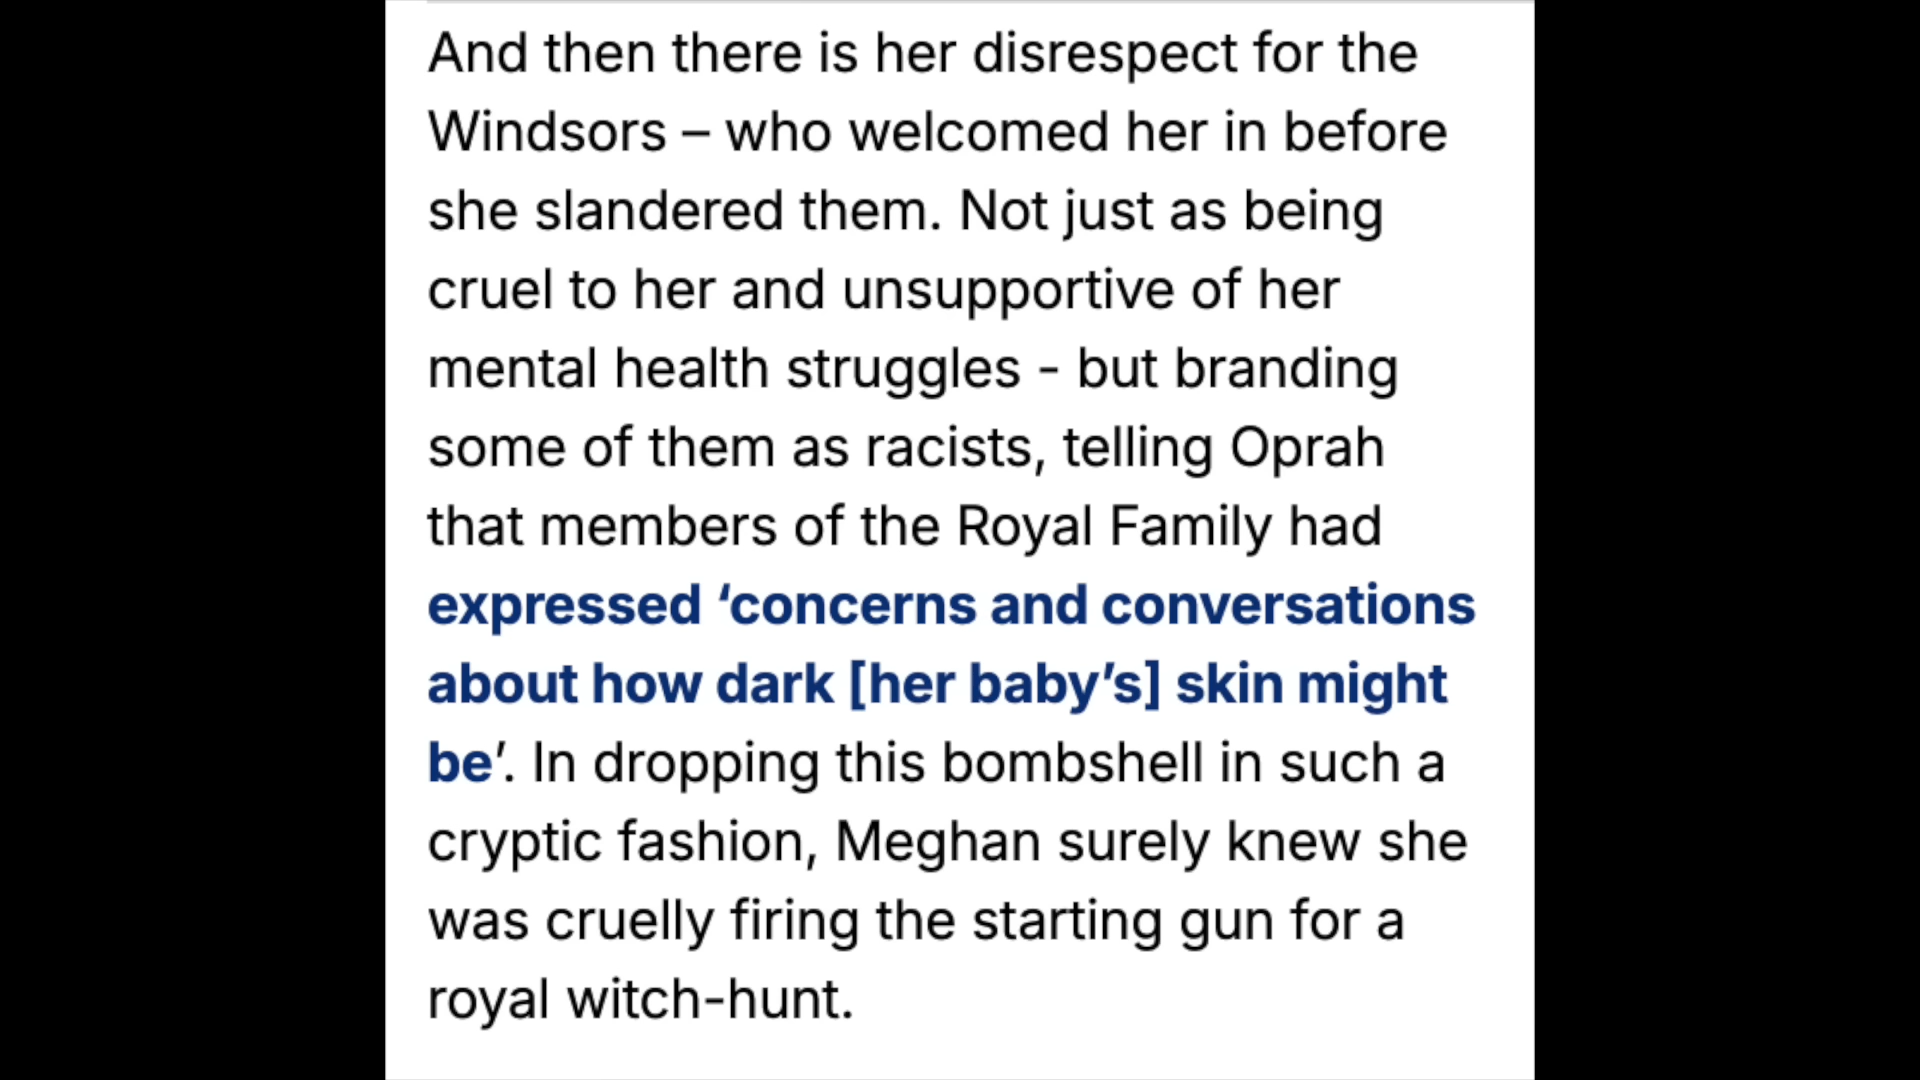 And then there is her disrespect for the
Windsors – who welcomed her in before
she slandered them. Not just as being
cruel to her and unsupportive of her
mental health struggles - but branding
some of them as racists, telling Oprah
that members of the Royal Family had
expressed ‘concerns and conversations
about how dark [her baby’s] skin might
be’. In dropping this bombshell in such a
cryptic fashion, Meghan surely knew she
was cruelly firing the starting gun for a
royal witch-hunt.